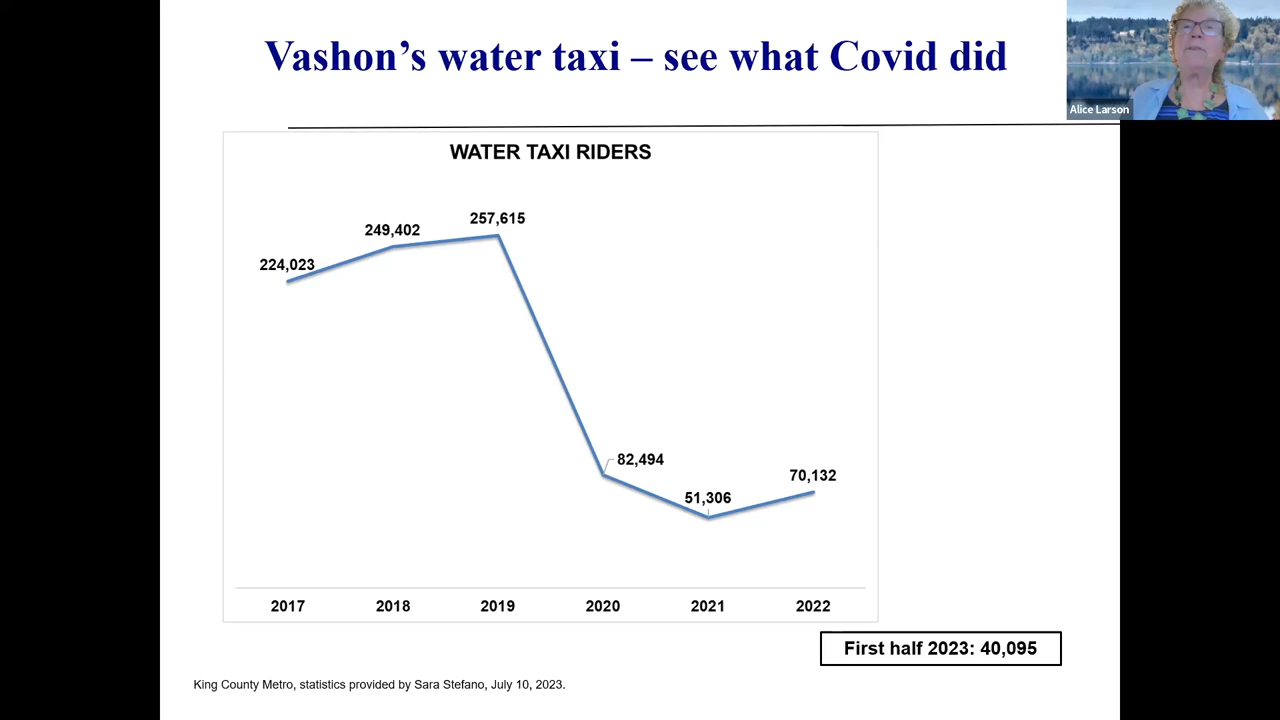 Vashon’s water taxi – see what Covid did
Alice Larson
WATER TAXI RIDERS
257,615
249,402
224,023
82,494
70,132
51,306
2017 2018 2019 2020 2021 2022
First half 2023: 40,095
King County Metro, statistics provided by Sara Stefano, July 10, 2023.